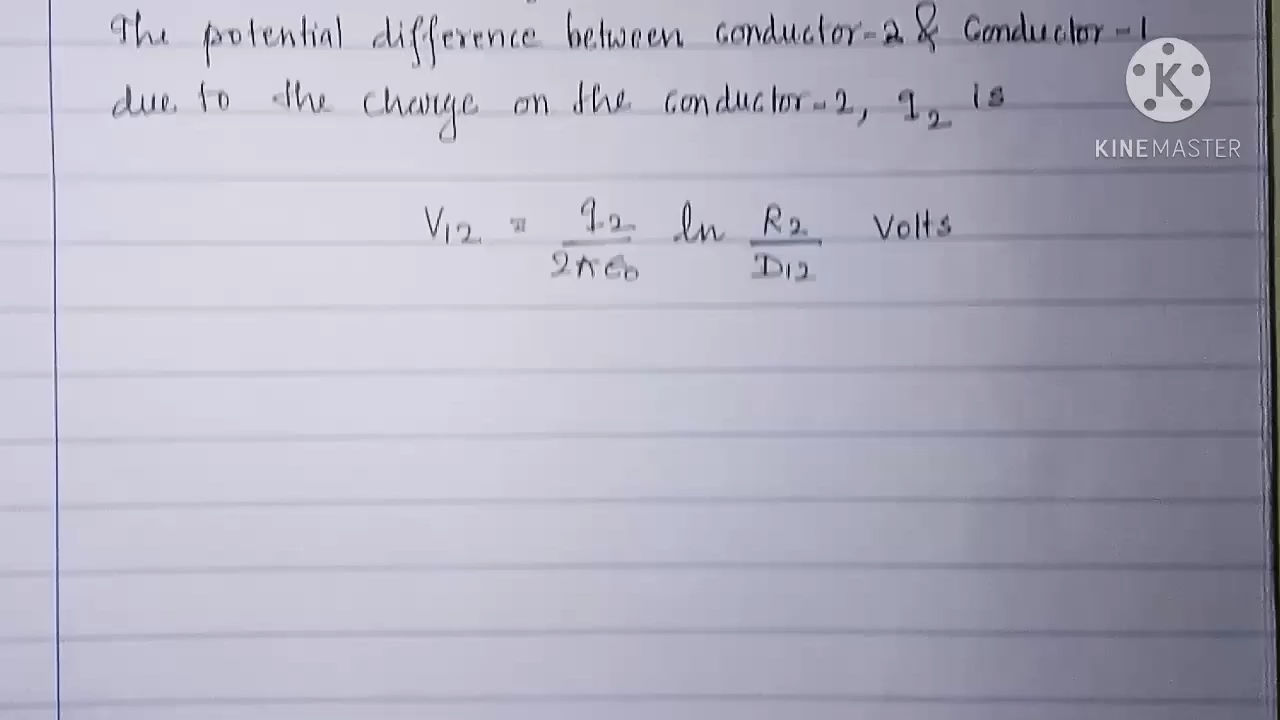 The potential difference between conductor-2 & Conductor-1
due to the charge on the conductor-2, q₂ is
K
KINEMASTER
V₁₂ = q₂/2πε₀ ln R₂/D₁₂ Volts